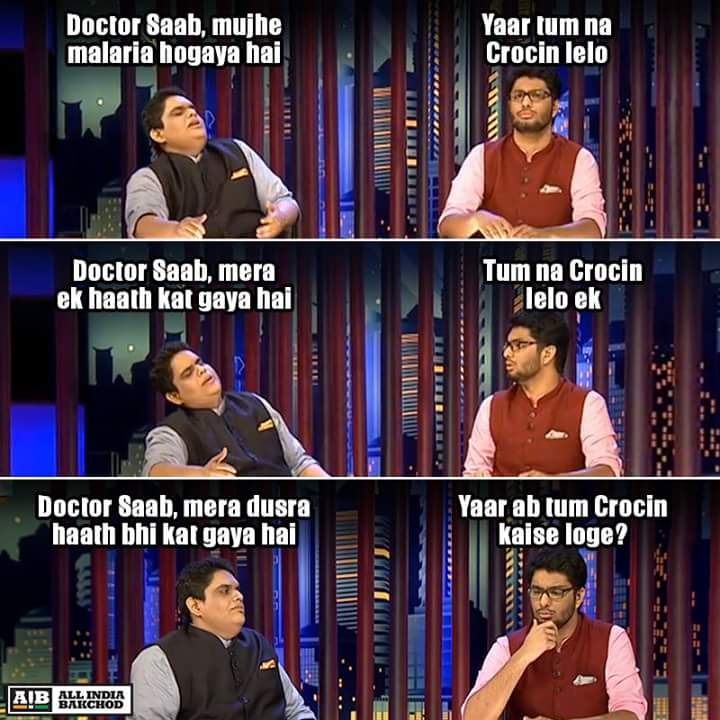 Doctor Saab, mujhe
malaria hogaya hai
Yaar tum na
Crocin lelo
Doctor Saab, mera
ek haath kat gaya hai
Tum na Crocin
lelo ek
Doctor Saab, mera dusra
haath bhi kat gaya hai
Yaar ab tum Crocin
kaise loge?
AIB ALL INDIA
BAKCHOD